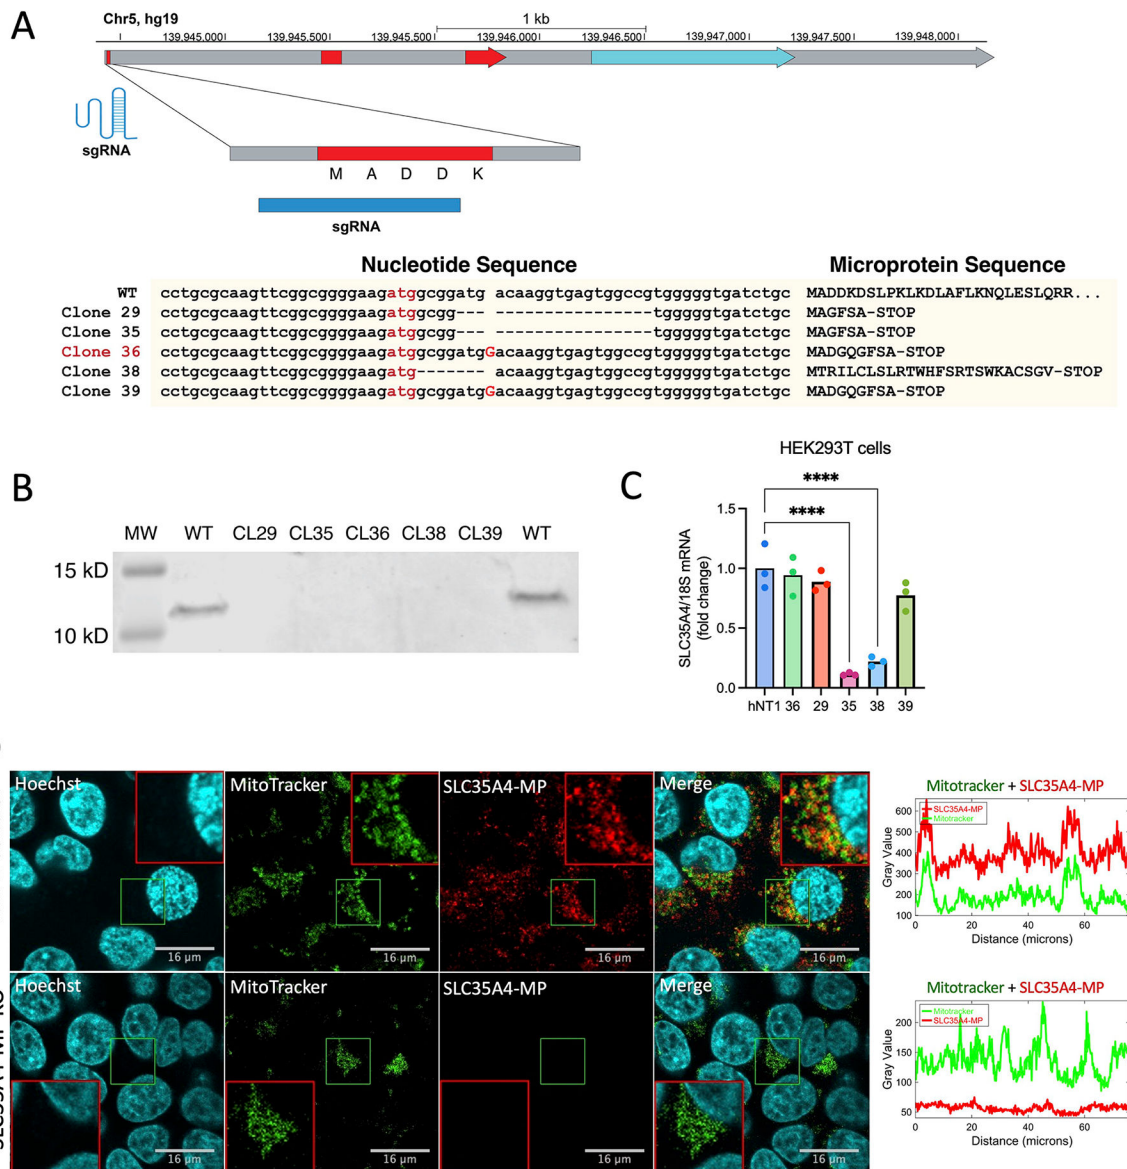 A
Chr5, hg19
1 kb
139,945,000 139,945,500 139,945,500 139,946,000 139,946,500 139,947,000 139,947,500 139,948,000
sgRNA
M A D D K
sgRNA
Nucleotide Sequence Microprotein Sequence
WT cctgcgcaagttcggcggggaagatggcggatg acaaggtgagtggccgtgggggtgatctgc MADDKDSLPKLKDLAFLKNQLESLQRR...
Clone 29 cctgcgcaagttcggcggggaagatggcgg--- ---------------tgggggtgatctgc MAGFSA-STOP
Clone 35 cctgcgcaagttcggcggggaagatggcgg--- ---------------tgggggtgatctgc MAGFSA-STOP
Clone 36 cctgcgcaagttcggcggggaagatggcggatgGacaaggtgagtggccgtgggggtgatctgc MADGQGFSA-STOP
Clone 38 cctgcgcaagttcggcggggaagatg------- acaaggtgagtggccgtgggggtgatctgc MTRILCLSLRTWHFSRTSWKACSGV-STOP
Clone 39 cctgcgcaagttcggcggggaagatggcggatgGacaaggtgagtggccgtgggggtgatctgc MADGQGFSA-STOP
B
MW WT CL29 CL35 CL36 CL38 CL39 WT
15 kD
10 kD
C
HEK293T cells
****
****
SLC35A4/18S mRNA
(fold change)
1.5
1.0
0.5
0.0
hNT1 36 29 35 38 39
Hoechst MitoTracker SLC35A4-MP Merge
16 µm 16 µm 16 µm 16 µm
Mitotracker + SLC35A4-MP
SLC35A4-MP
Mitotracker
Gray Value
600
500
400
300
200
100
0 20 40 60
Distance (microns)
Hoechst MitoTracker SLC35A4-MP Merge
16 µm 16 µm 16 µm 16 µm
Mitotracker + SLC35A4-MP
Mitotracker
SLC35A4-MP
Gray Value
200
150
100
50
0 20 40 60
Distance (microns)